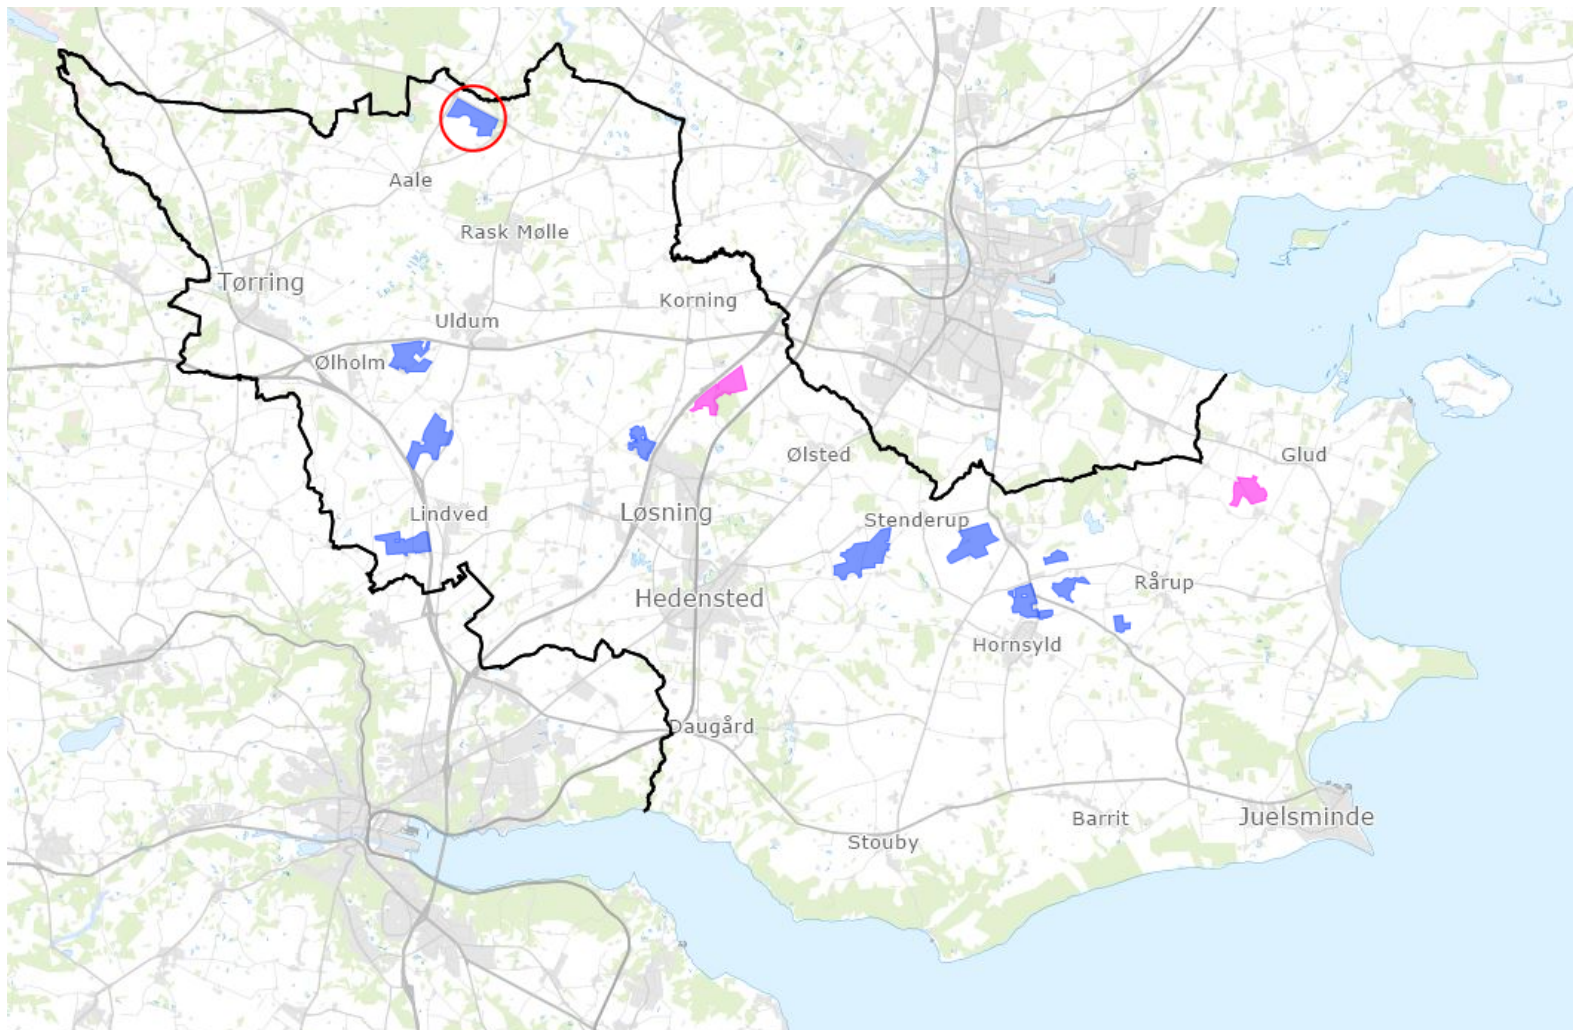 Aale
Rask Mølle
Tørring
Korning
Uldum
Ølholm
Ølsted
Glud
Lindved
Løsning
Stenderup
Rårup
Hedensted
Hornsyld
Daugård
Juelsminde
Barrit
Stouby